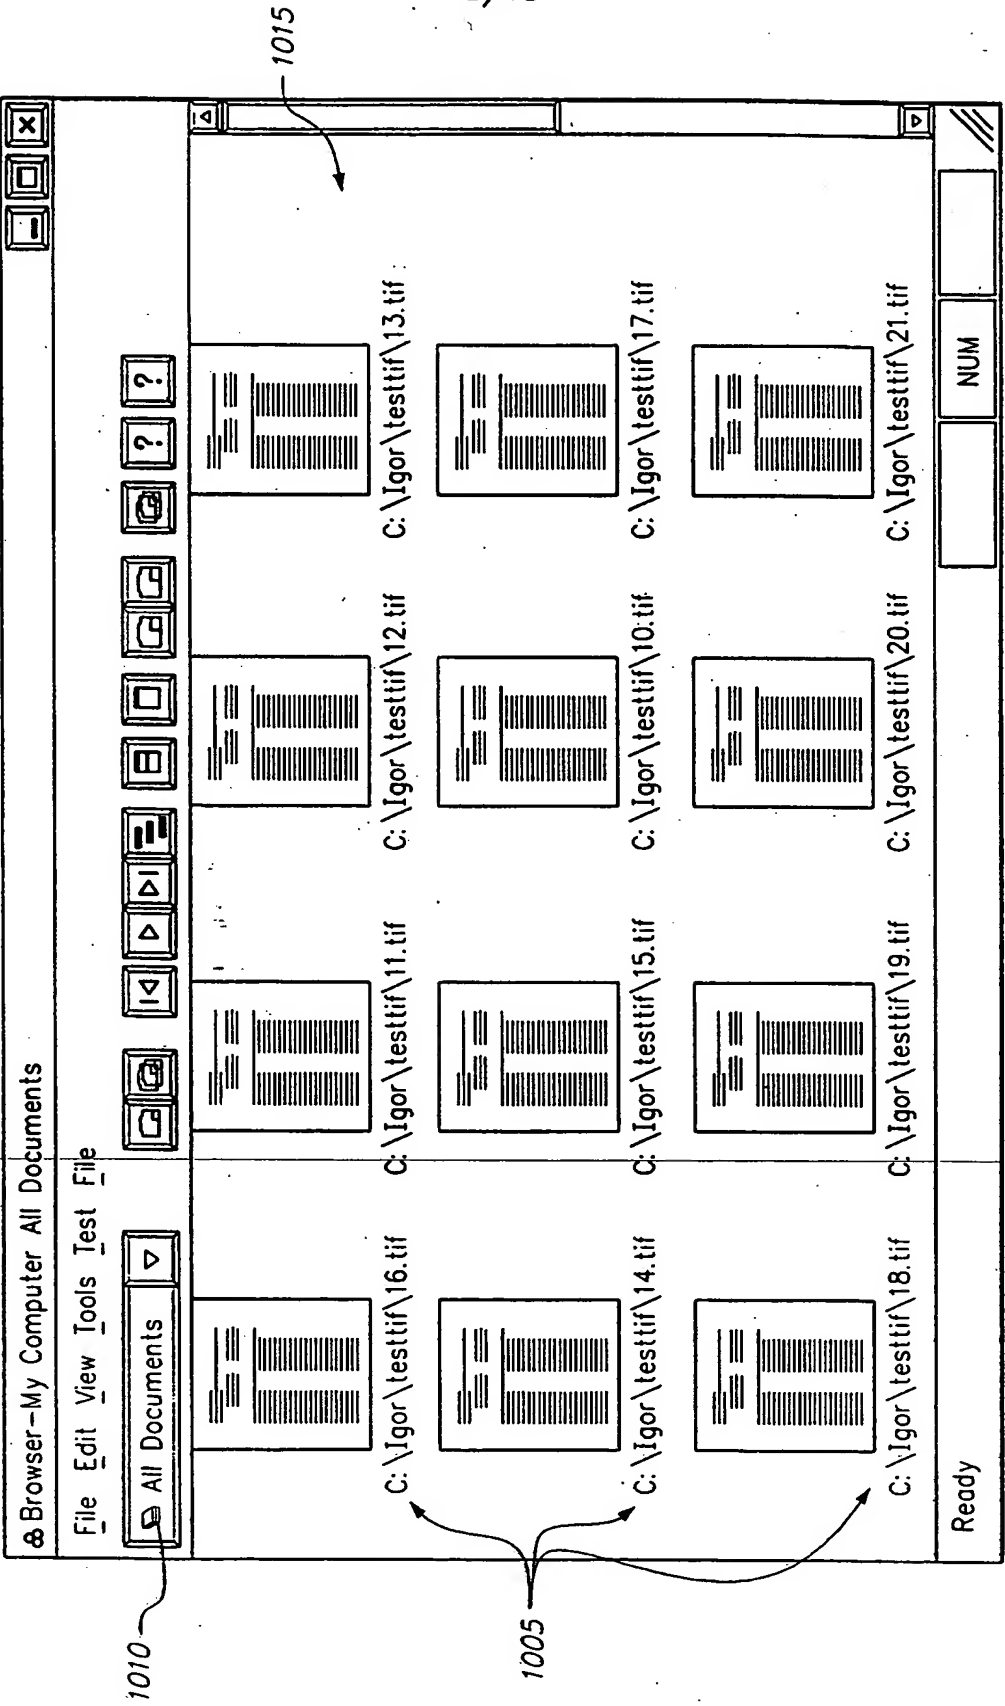 1015
Browser-My Computer All Documents
File Edit View Tools Test File
1010
All Documents
? ?
C: \Igor\testtif\16.tif C: \Igor\testtif\11.tif C: \Igor\testtif\12.tif C: \Igor\testtif\13.tif
C: \Igor\testtif\14.tif C: \Igor\testtif\15.tif C: \Igor\testtif\10.tif C: \Igor\testtif\17.tif
1005
C: \Igor\testtif\18.tif C: \Igor\testtif\19.tif C: \Igor\testtif\20.tif C: \Igor\testtif\21.tif
Ready NUM